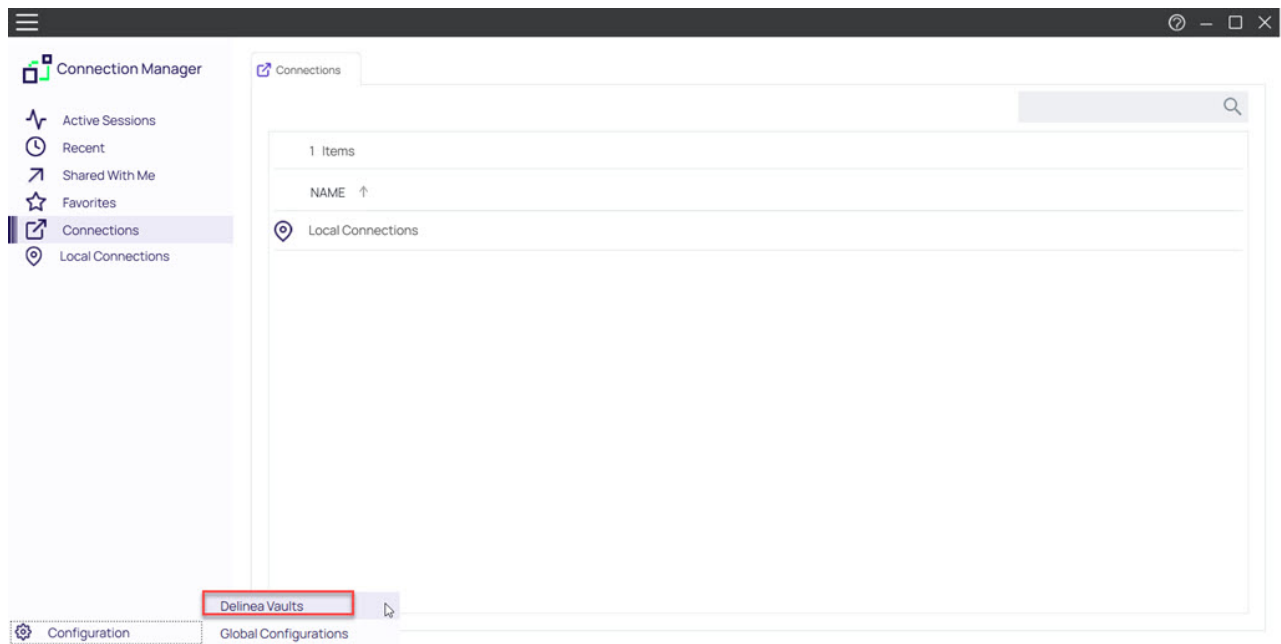 Connection Manager
Connections
Active Sessions
Recent
Shared With Me
Favorites
Connections
Local Connections
1 Items
NAME
Local Connections
Delinea Vaults
Configuration
Global Configurations